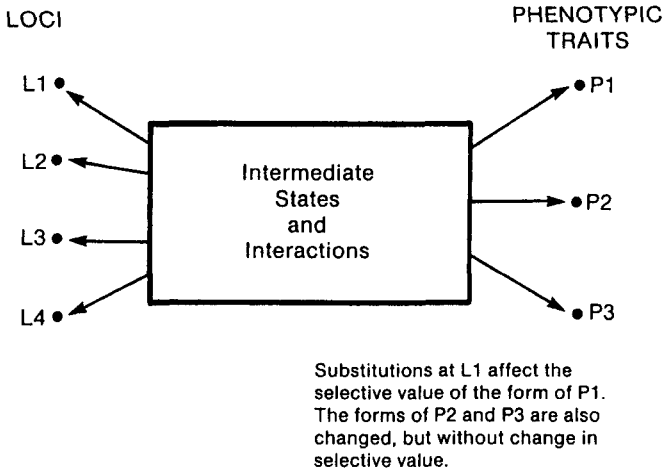 LOCI
PHENOTYPIC
TRAITS
L1
L2
L3
L4
Intermediate
States
and
Interactions
P1
P2
P3
Substitutions at L1 affect the
selective value of the form of P1.
The forms of P2 and P3 are also
changed, but without change in
selective value.